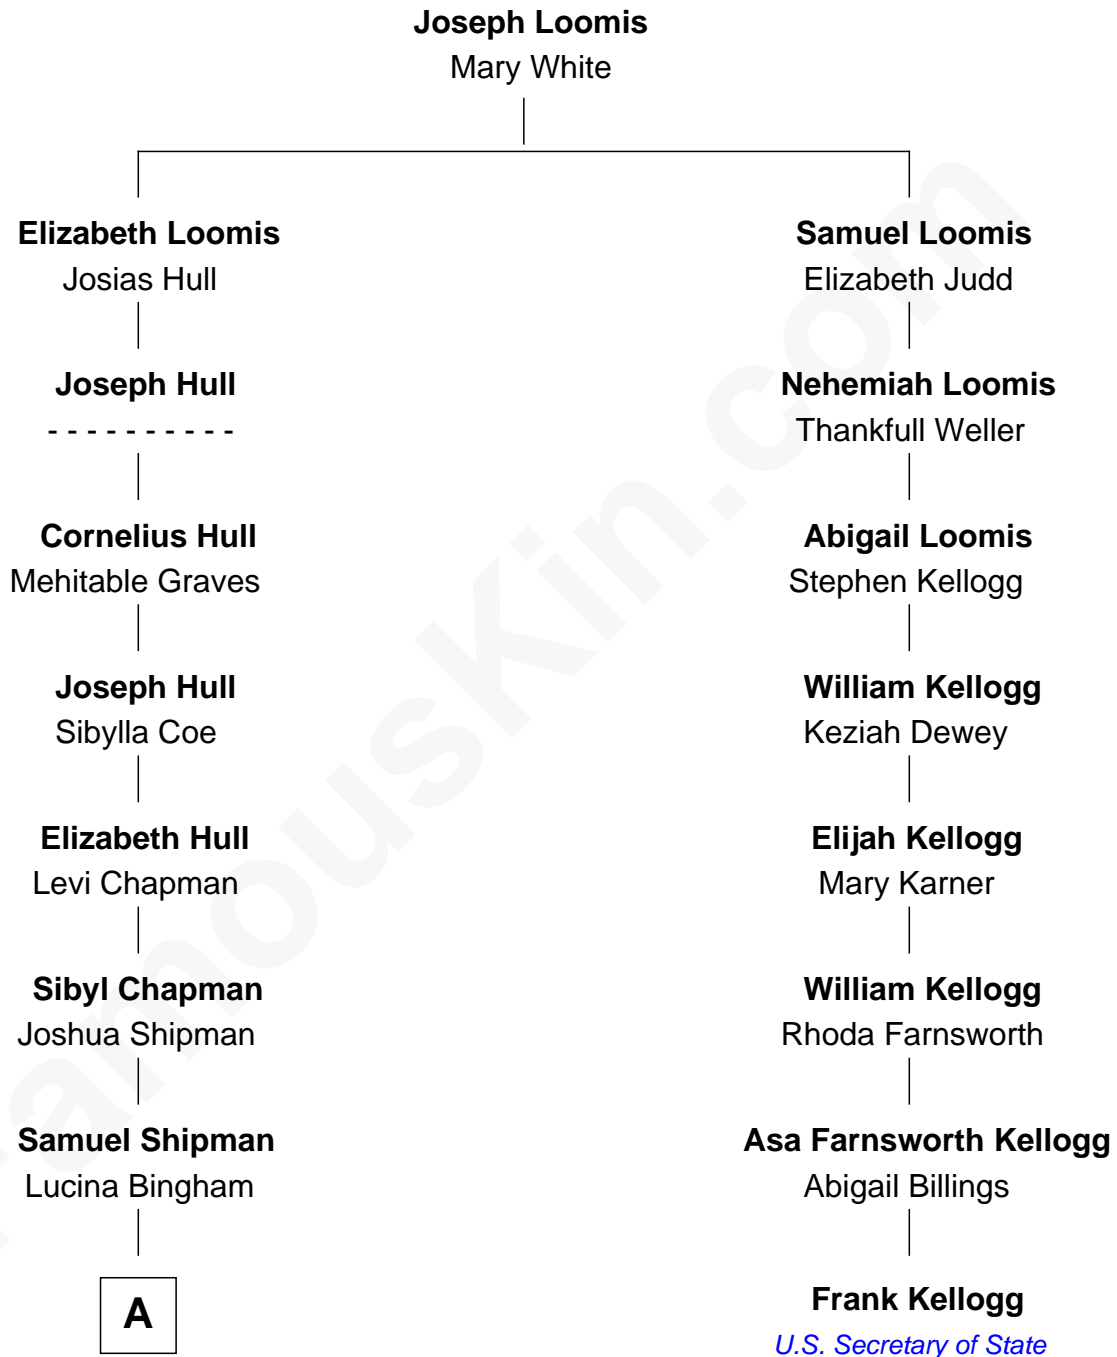 Joseph Loomis
Mary White
Elizabeth Loomis
Josias Hull
Samuel Loomis
Elizabeth Judd
Joseph Hull
- - - - - - - - - -
Nehemiah Loomis
Thankfull Weller
Cornelius Hull
Mehitable Graves
Abigail Loomis
Stephen Kellogg
Joseph Hull
Sibylla Coe
William Kellogg
Keziah Dewey
Elizabeth Hull
Levi Chapman
Elijah Kellogg
Mary Karner
Sibyl Chapman
Joshua Shipman
William Kellogg
Rhoda Farnsworth
Samuel Shipman
Lucina Bingham
Asa Farnsworth Kellogg
Abigail Billings
A
Frank Kellogg
U.S. Secretary of State
FamousKin.com